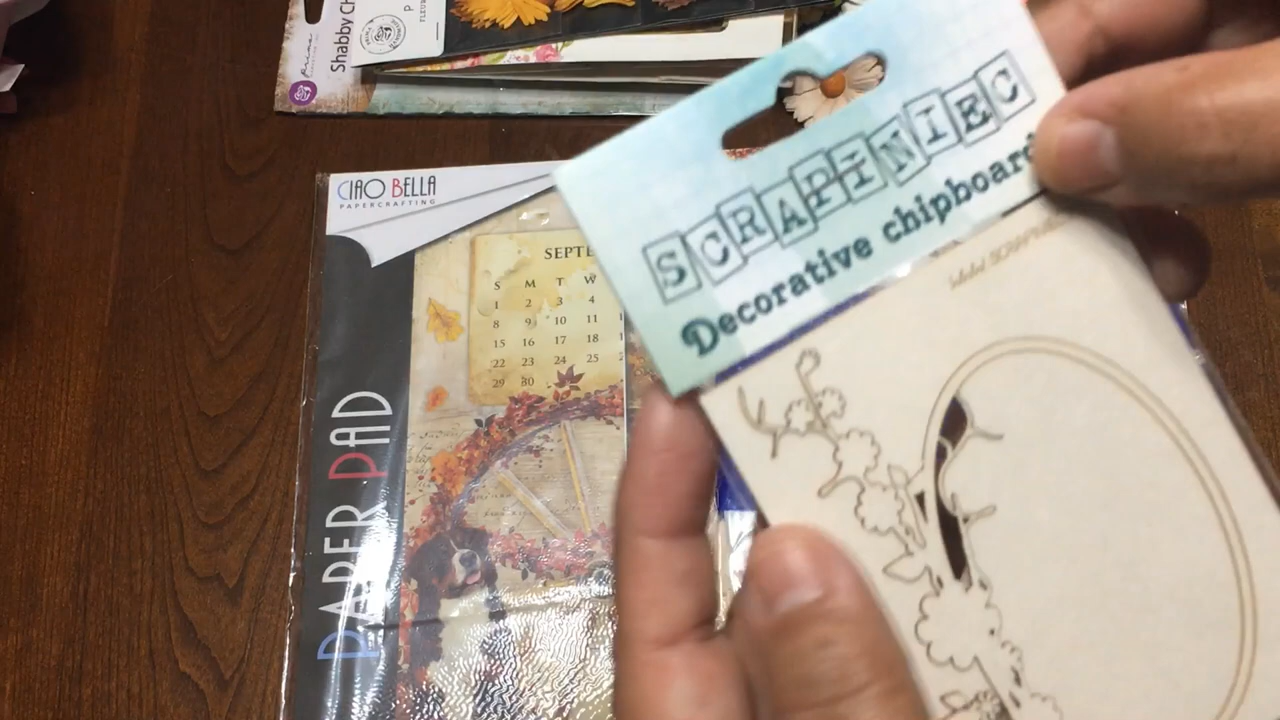 Shabby Ch
P
FLEUR
CIAO BELLA
PAPERCRAFTING
SCRAPINIEC
Decorative chipboard
SEPTE
S M T W
1 2 3 4
8 9 10 11
15 16 17 18
22 23 24 25
29 30
PAPER PAD